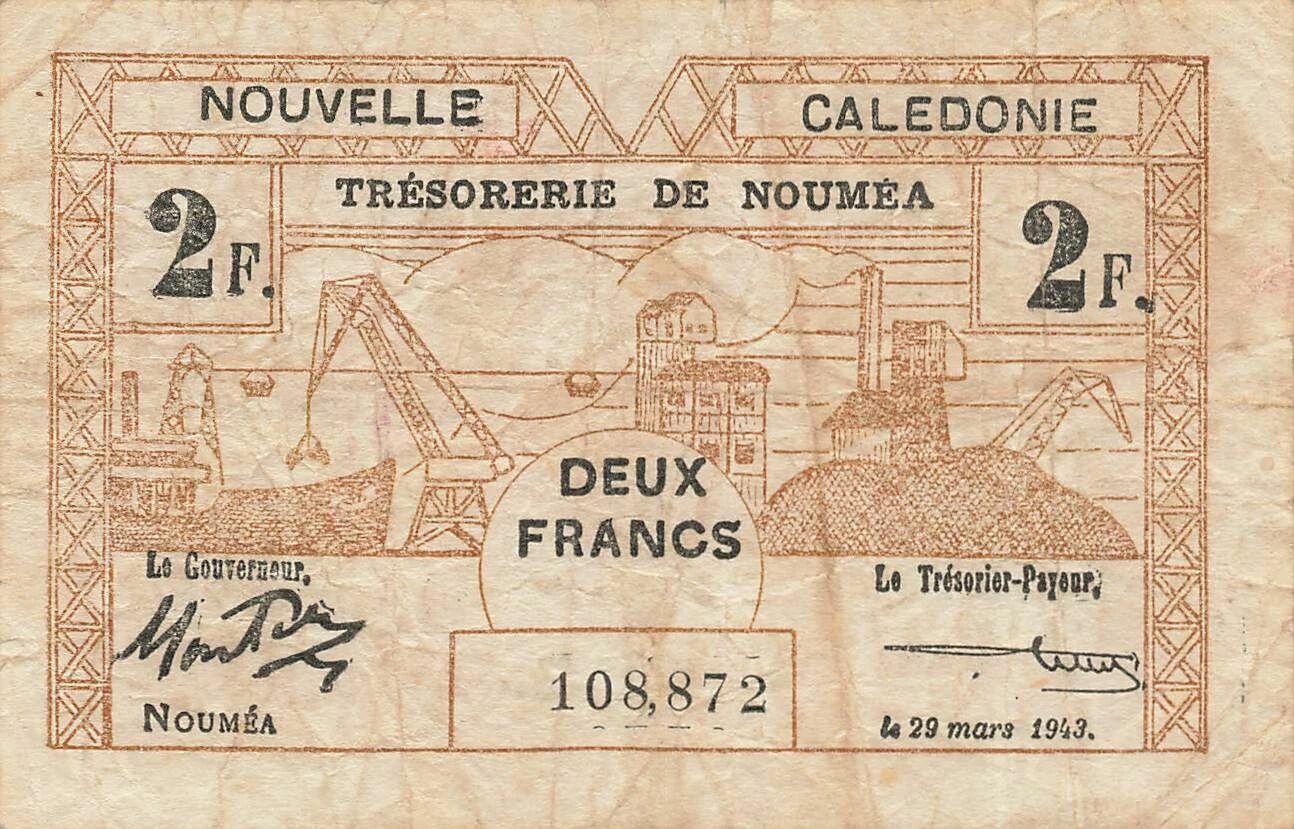 NOUVELLE CALEDONIE
TRÉSORERIE DE NOUMÉA
2F. 2F.
DEUX
FRANCS
Le Gouverneur, Le Trésorier-Payeur,
108,872
NOUMÉA le 29 mars 1943.